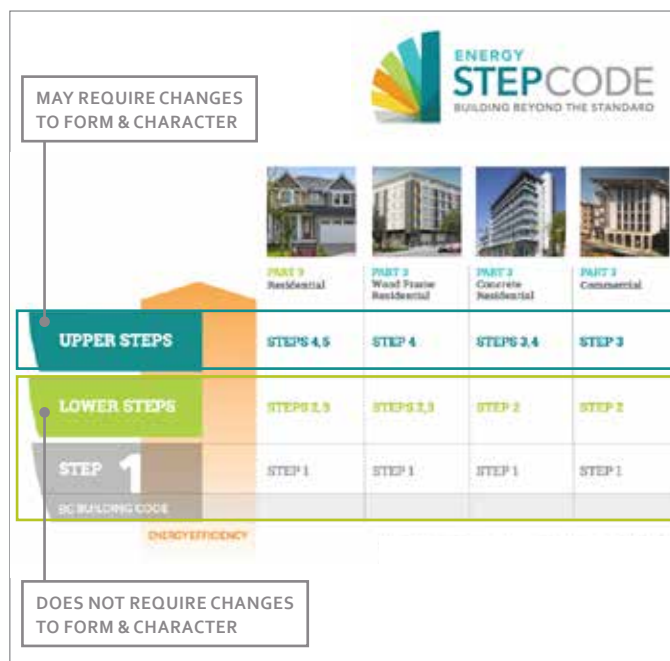 ENERGY
STEPCODE
BUILDING BEYOND THE STANDARD
MAY REQUIRE CHANGES
TO FORM & CHARACTER
PART 9
Residential
PART 3
Wood Frame
Residential
PART 3
Concrete
Residential
PART 3
Commercial
UPPER STEPS
STEPS 4,5
STEP 4
STEPS 3,4
STEP 3
LOWER STEPS
STEPS 2,3
STEPS 2,3
STEP 2
STEP 2
STEP 1
STEP 1
STEP 1
STEP 1
STEP 1
BC BUILDING CODE
ENERGY EFFICIENCY
DOES NOT REQUIRE CHANGES
TO FORM & CHARACTER